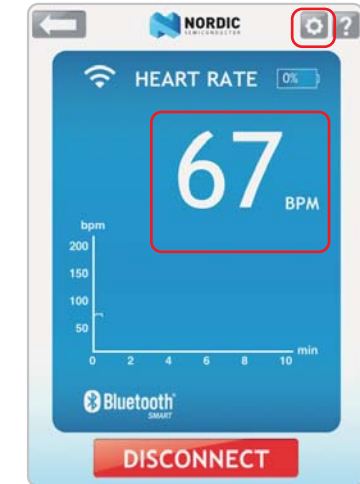 NORDIC
SEMICONDUCTOR
?
HEART RATE 0%
67 BPM
bpm
200
150
100
50
0 2 4 6 8 10 min
Bluetooth
SMART
DISCONNECT